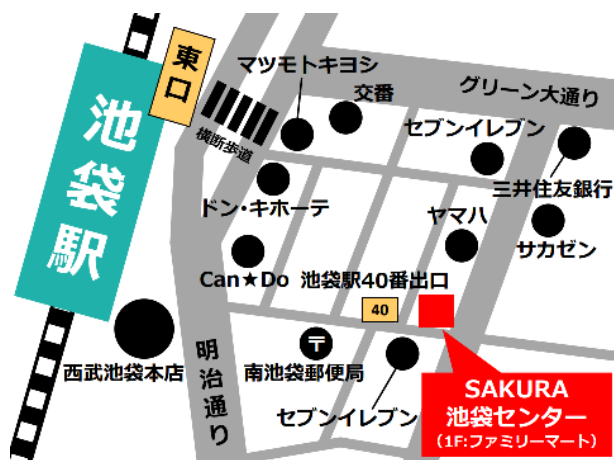 東口
マツモトキヨシ
交番
グリーン大通り
セブンイレブン
横断歩道
池袋駅
三井住友銀行
ドン・キホーテ
ヤマハ
サカゼン
Can★Do
池袋駅40番出口
40
〒
西武池袋本店
明治通り
南池袋郵便局
セブンイレブン
SAKURA
池袋センター
（1F:ファミリーマート）